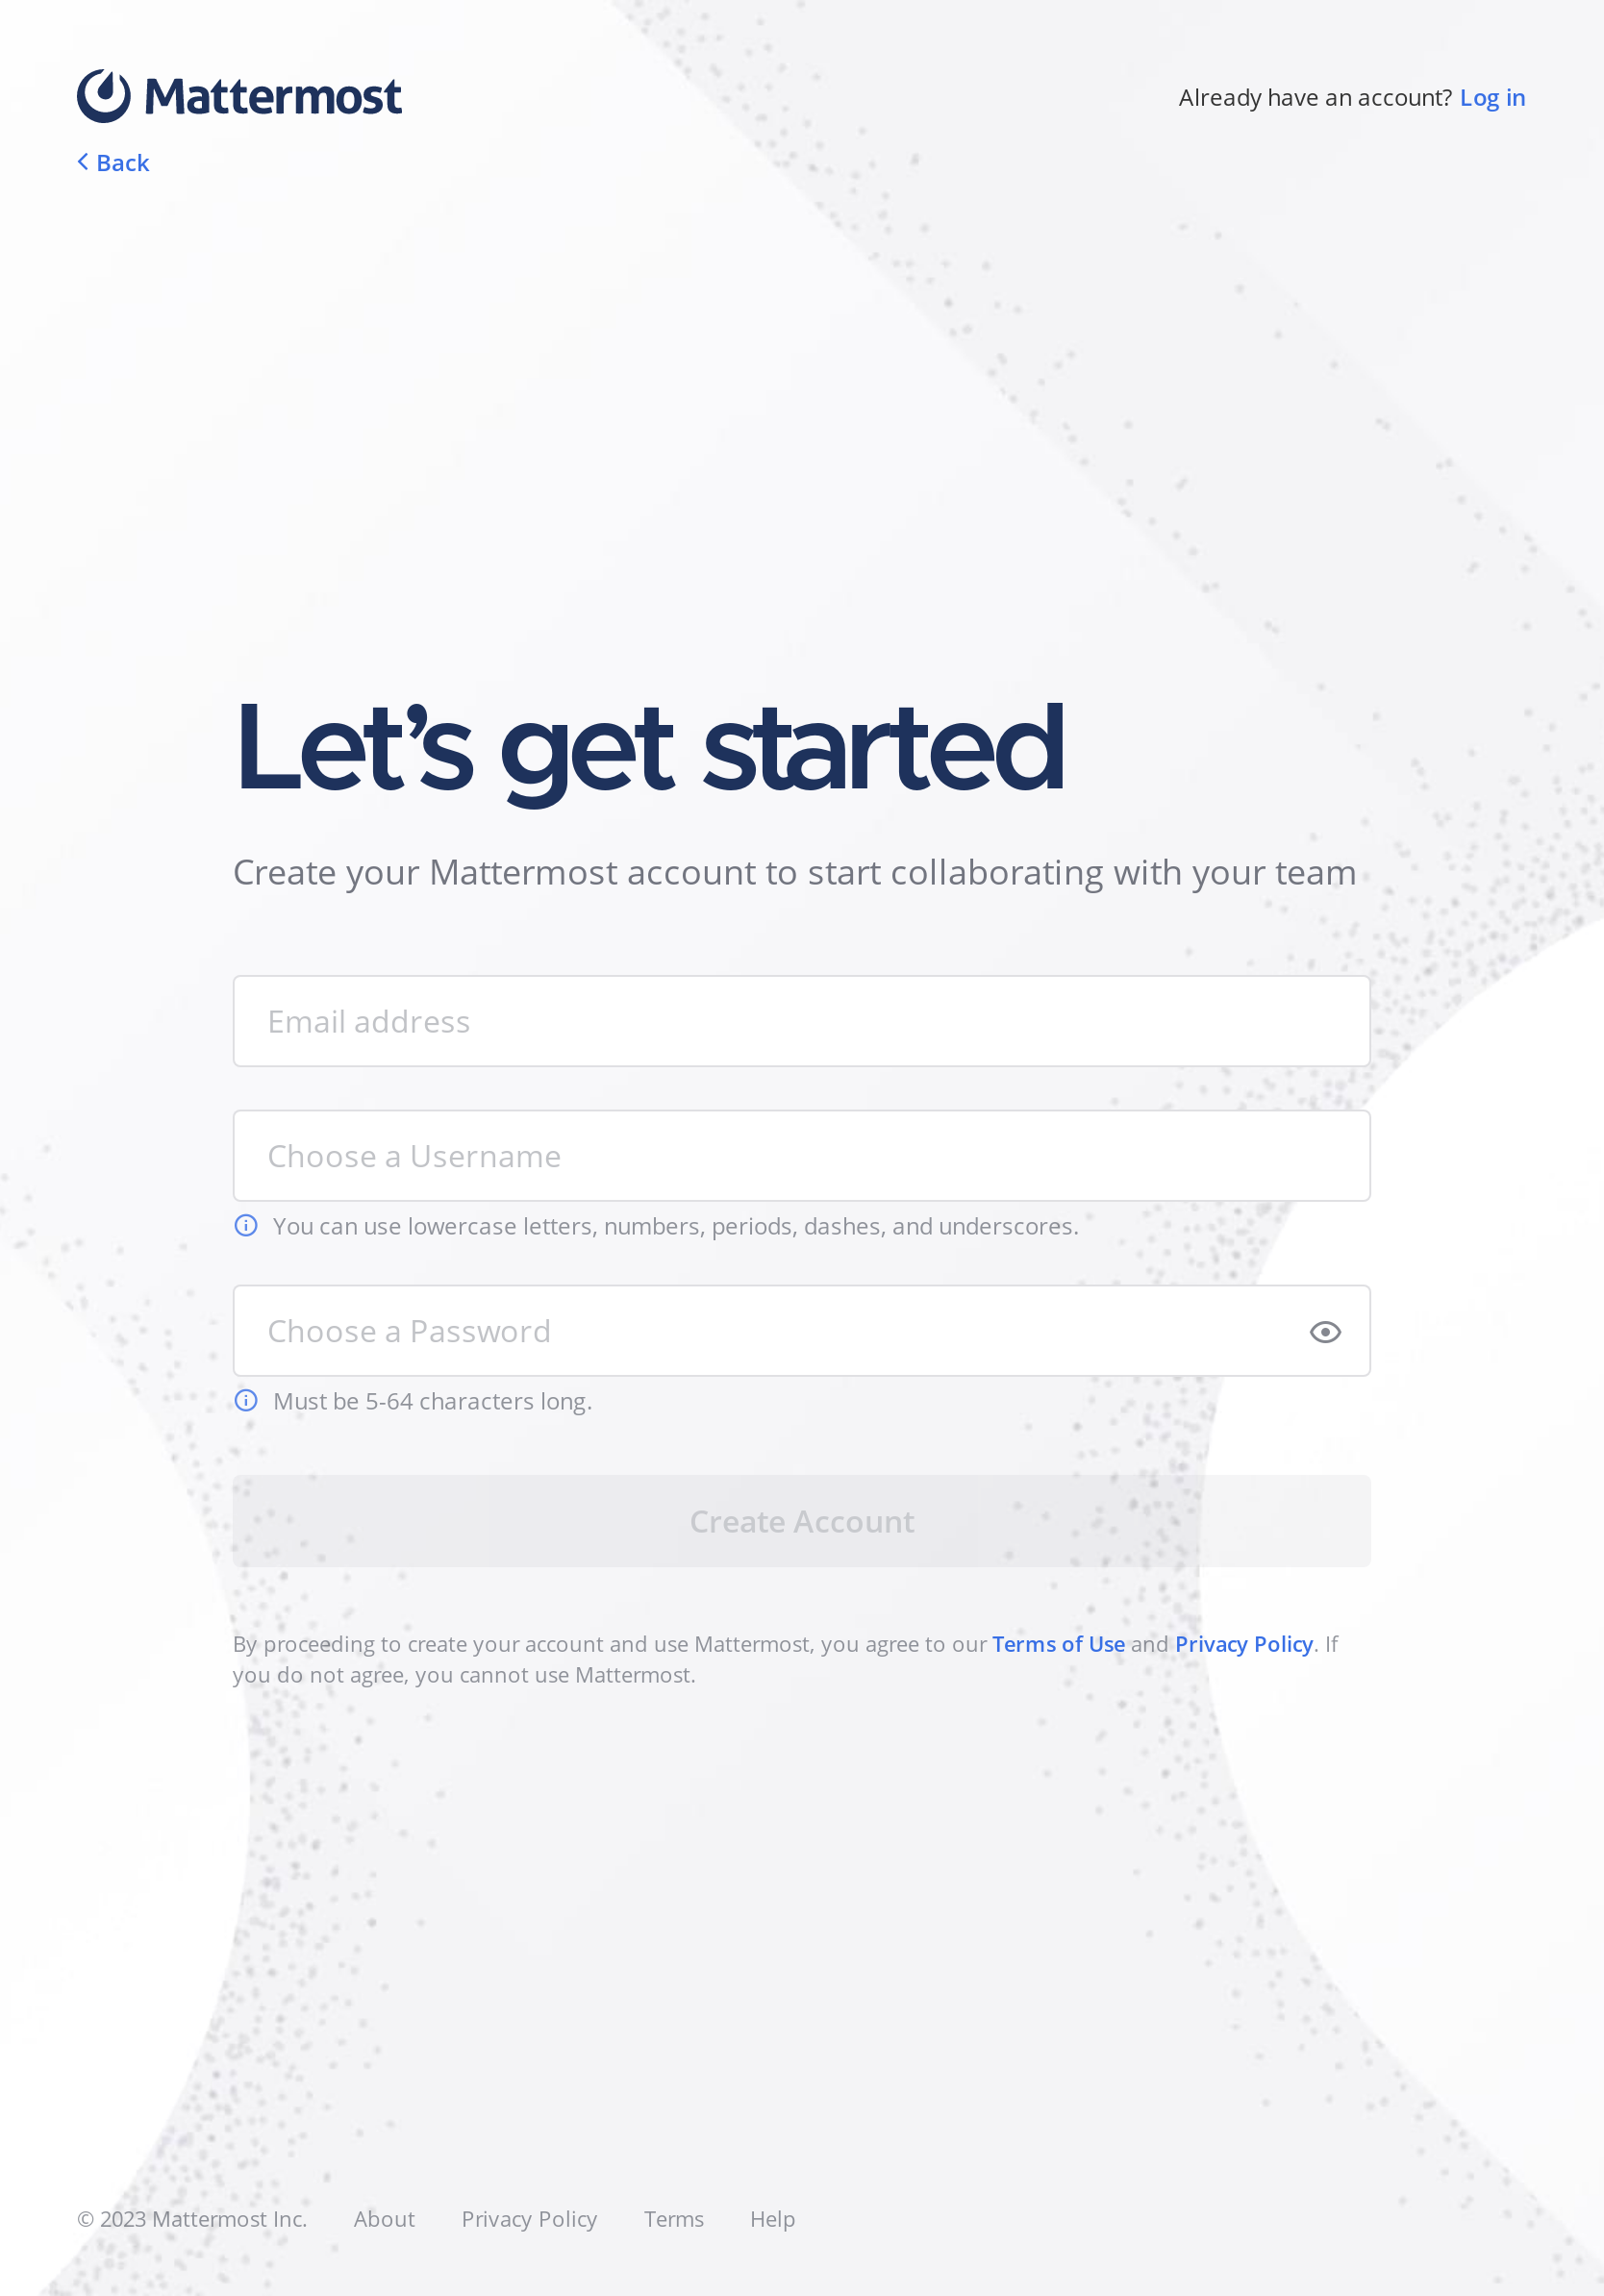 Mattermost
Already have an account? Log in
Back
Let’s get started
Create your Mattermost account to start collaborating with your team
Email address
Choose a Username
You can use lowercase letters, numbers, periods, dashes, and underscores.
Choose a Password
Must be 5-64 characters long.
Create Account
By proceeding to create your account and use Mattermost, you agree to our Terms of Use and Privacy Policy. If
you do not agree, you cannot use Mattermost.
© 2023 Mattermost Inc. About Privacy Policy Terms Help